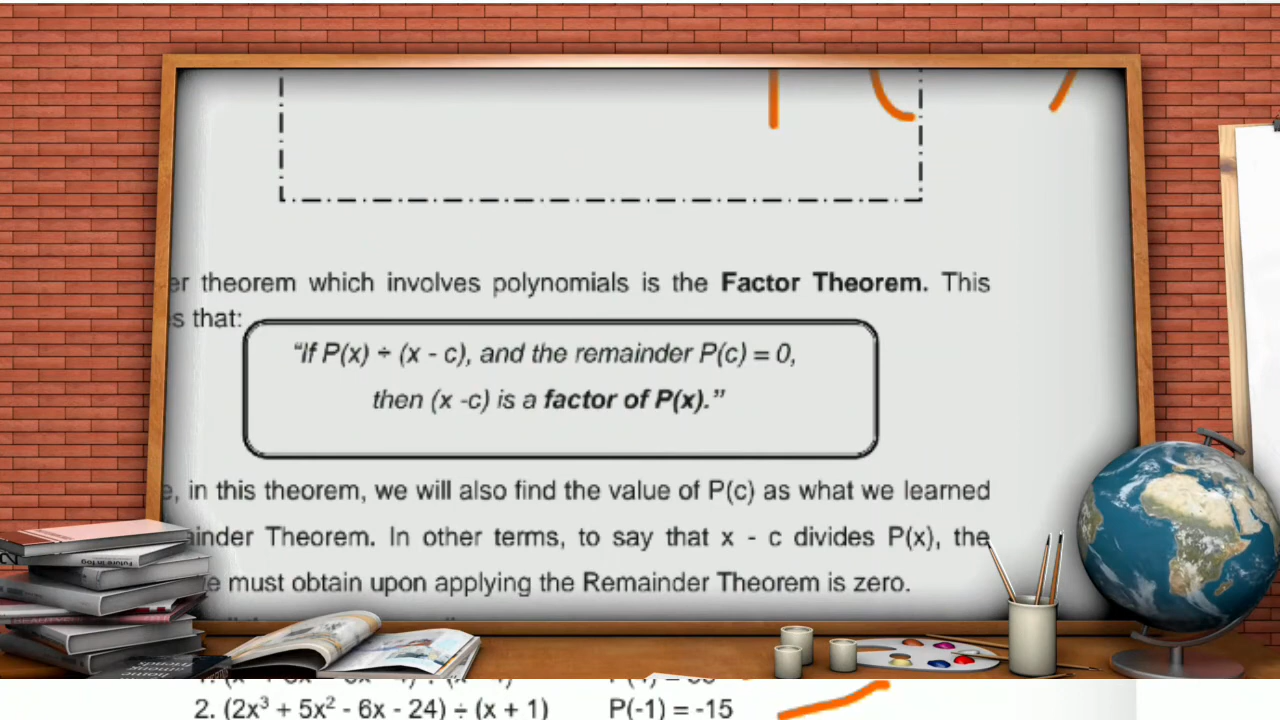 theorem which involves polynomials is the Factor Theorem. This
that:
“If P(x) ÷ (x - c), and the remainder P(c) = 0,
then (x -c) is a factor of P(x).”
in this theorem, we will also find the value of P(c) as what we learned
Theorem. In other terms, to say that x - c divides P(x), the
must obtain upon applying the Remainder Theorem is zero.
2. (2x³ + 5x² - 6x - 24) ÷ (x + 1) P(-1) = -15